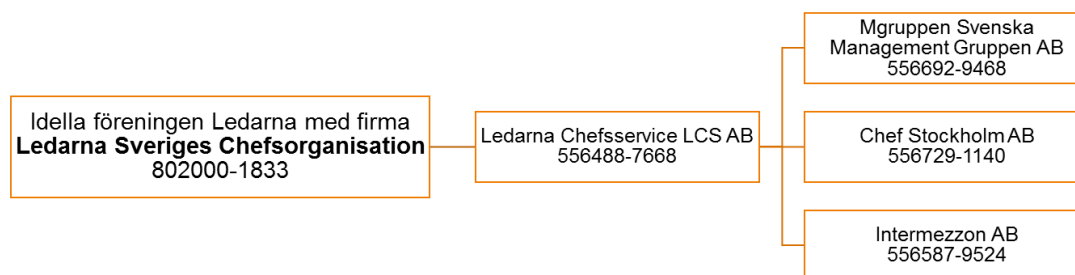 Idella föreningen Ledarna med firma
Ledarna Sveriges Chefsorganisation
802000-1833
Ledarna Chefsservice LCS AB
556488-7668
Mgruppen Svenska
Management Gruppen AB
556692-9468
Chef Stockholm AB
556729-1140
Intermezzon AB
556587-9524